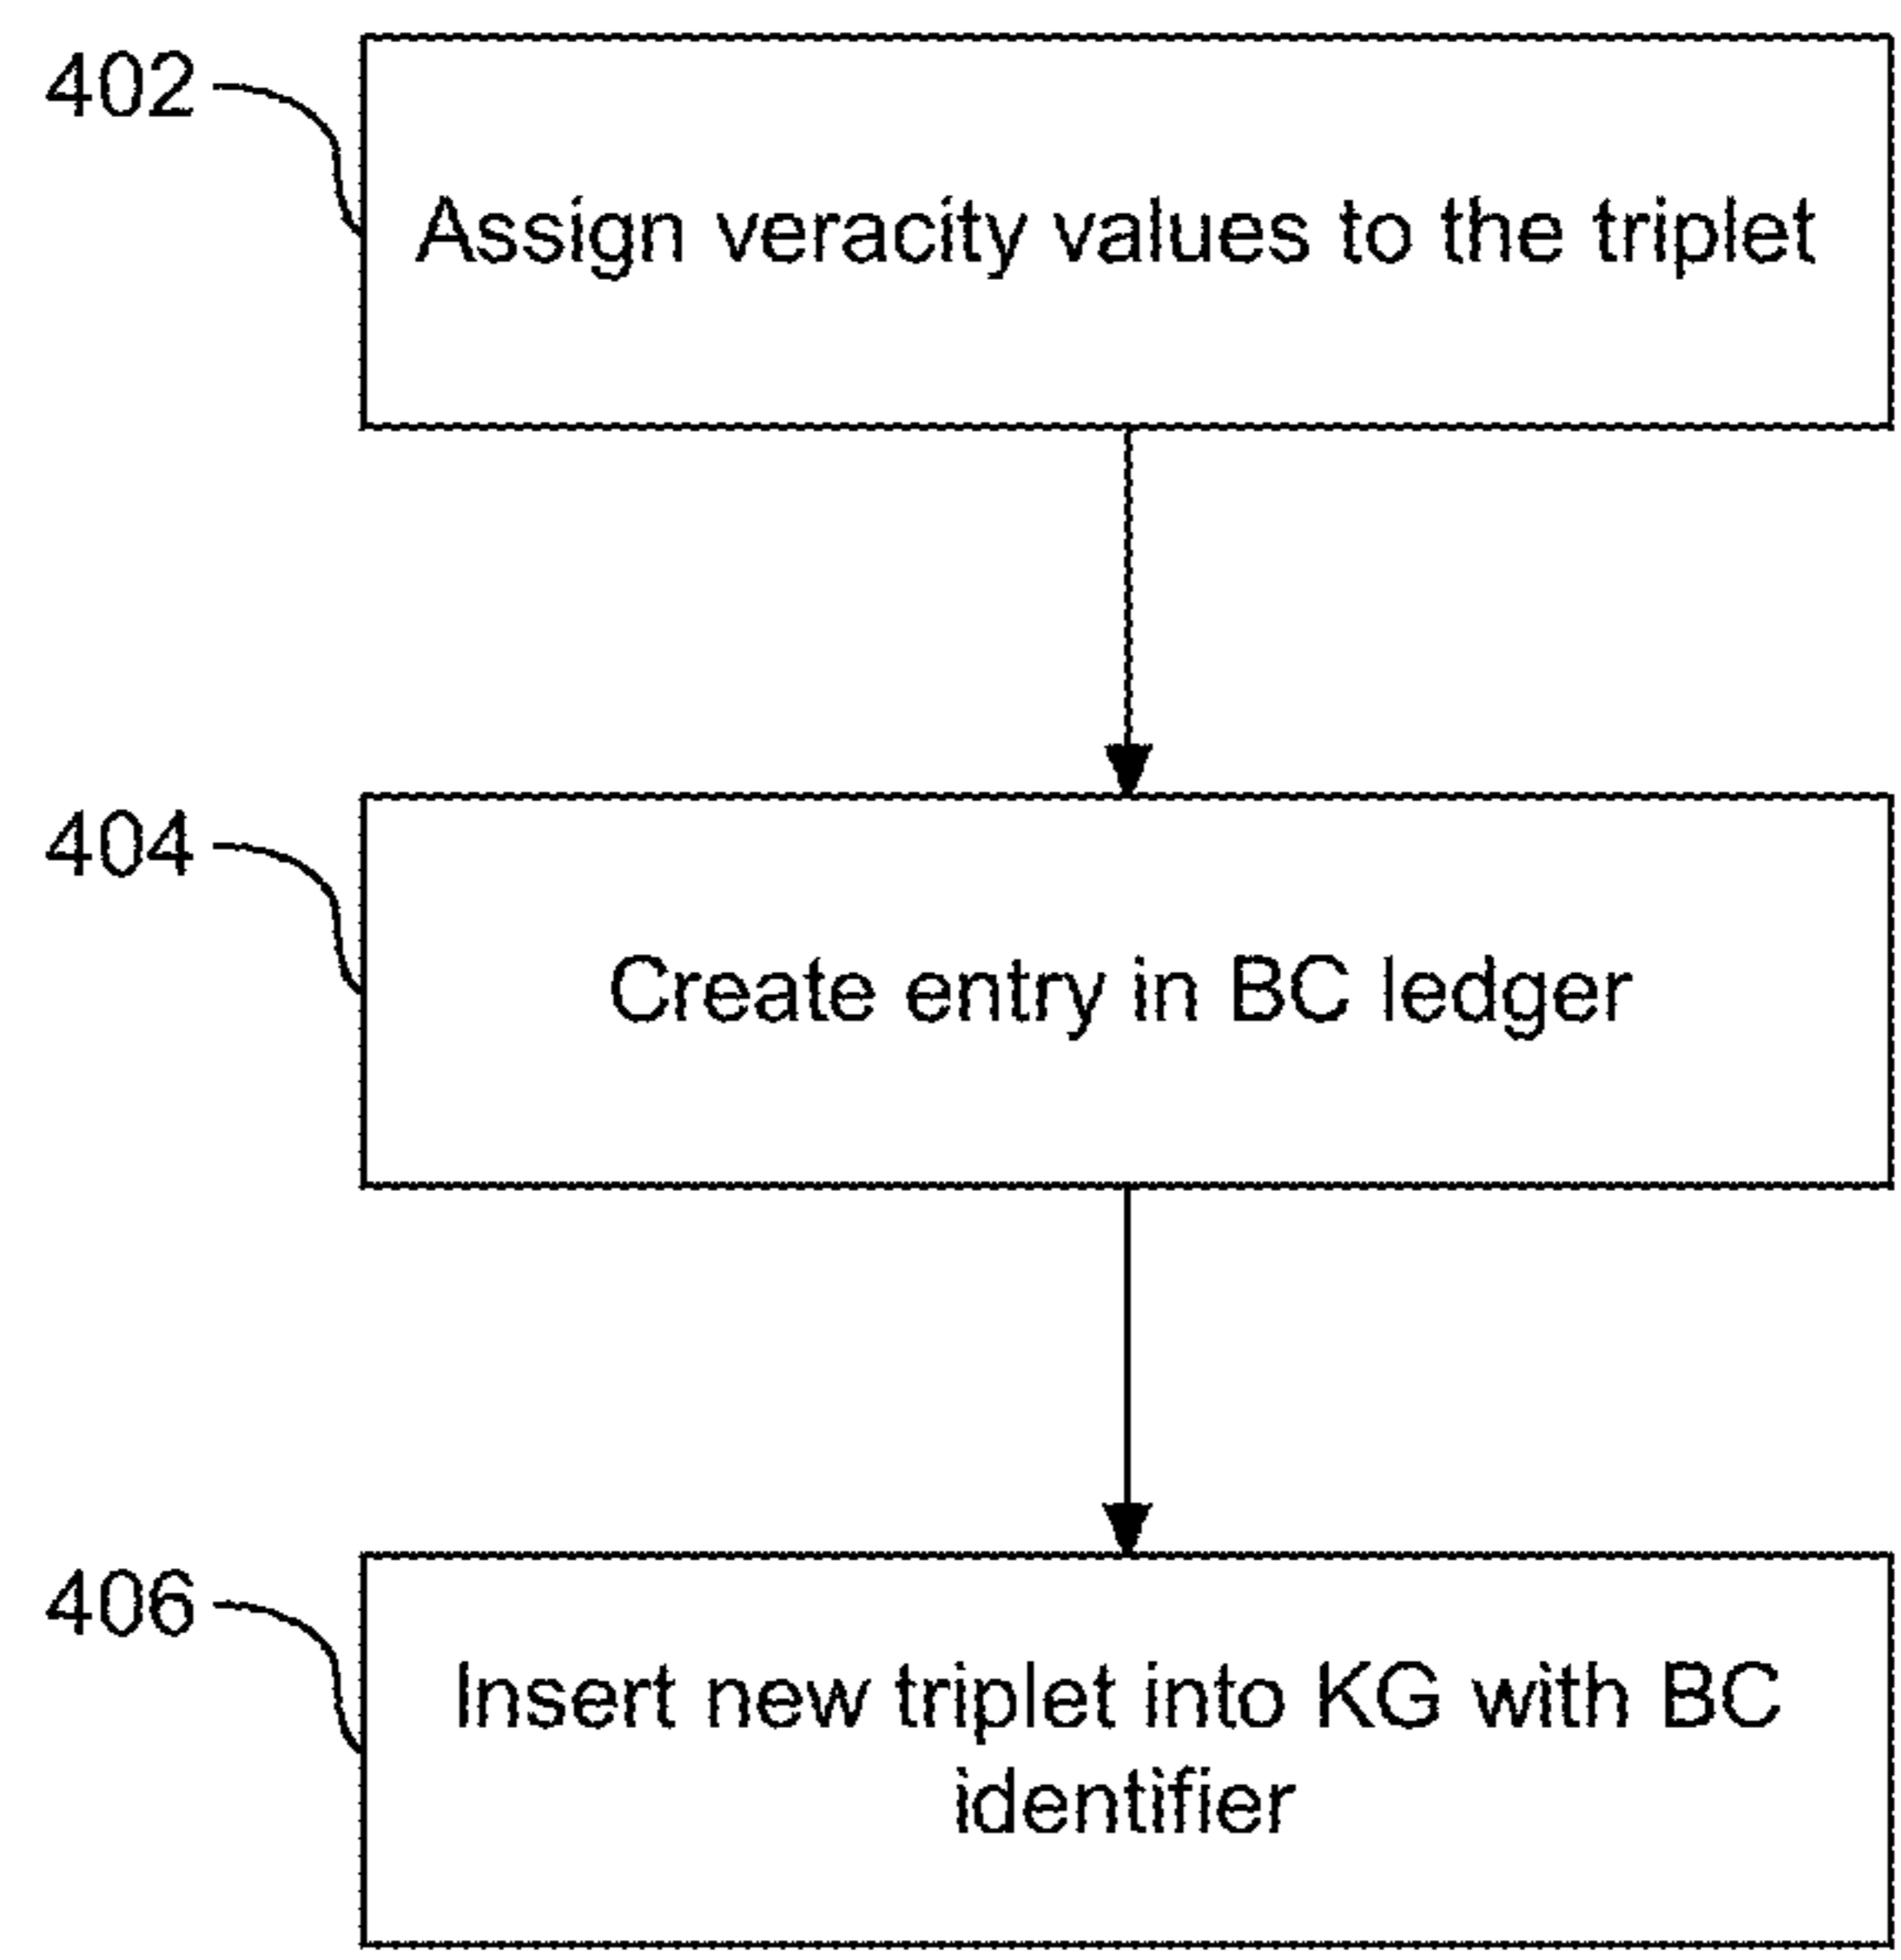 402
Assign veracity values to the triplet
404
Create entry in BC ledger
406
Insert new triplet into KG with BC
identifier